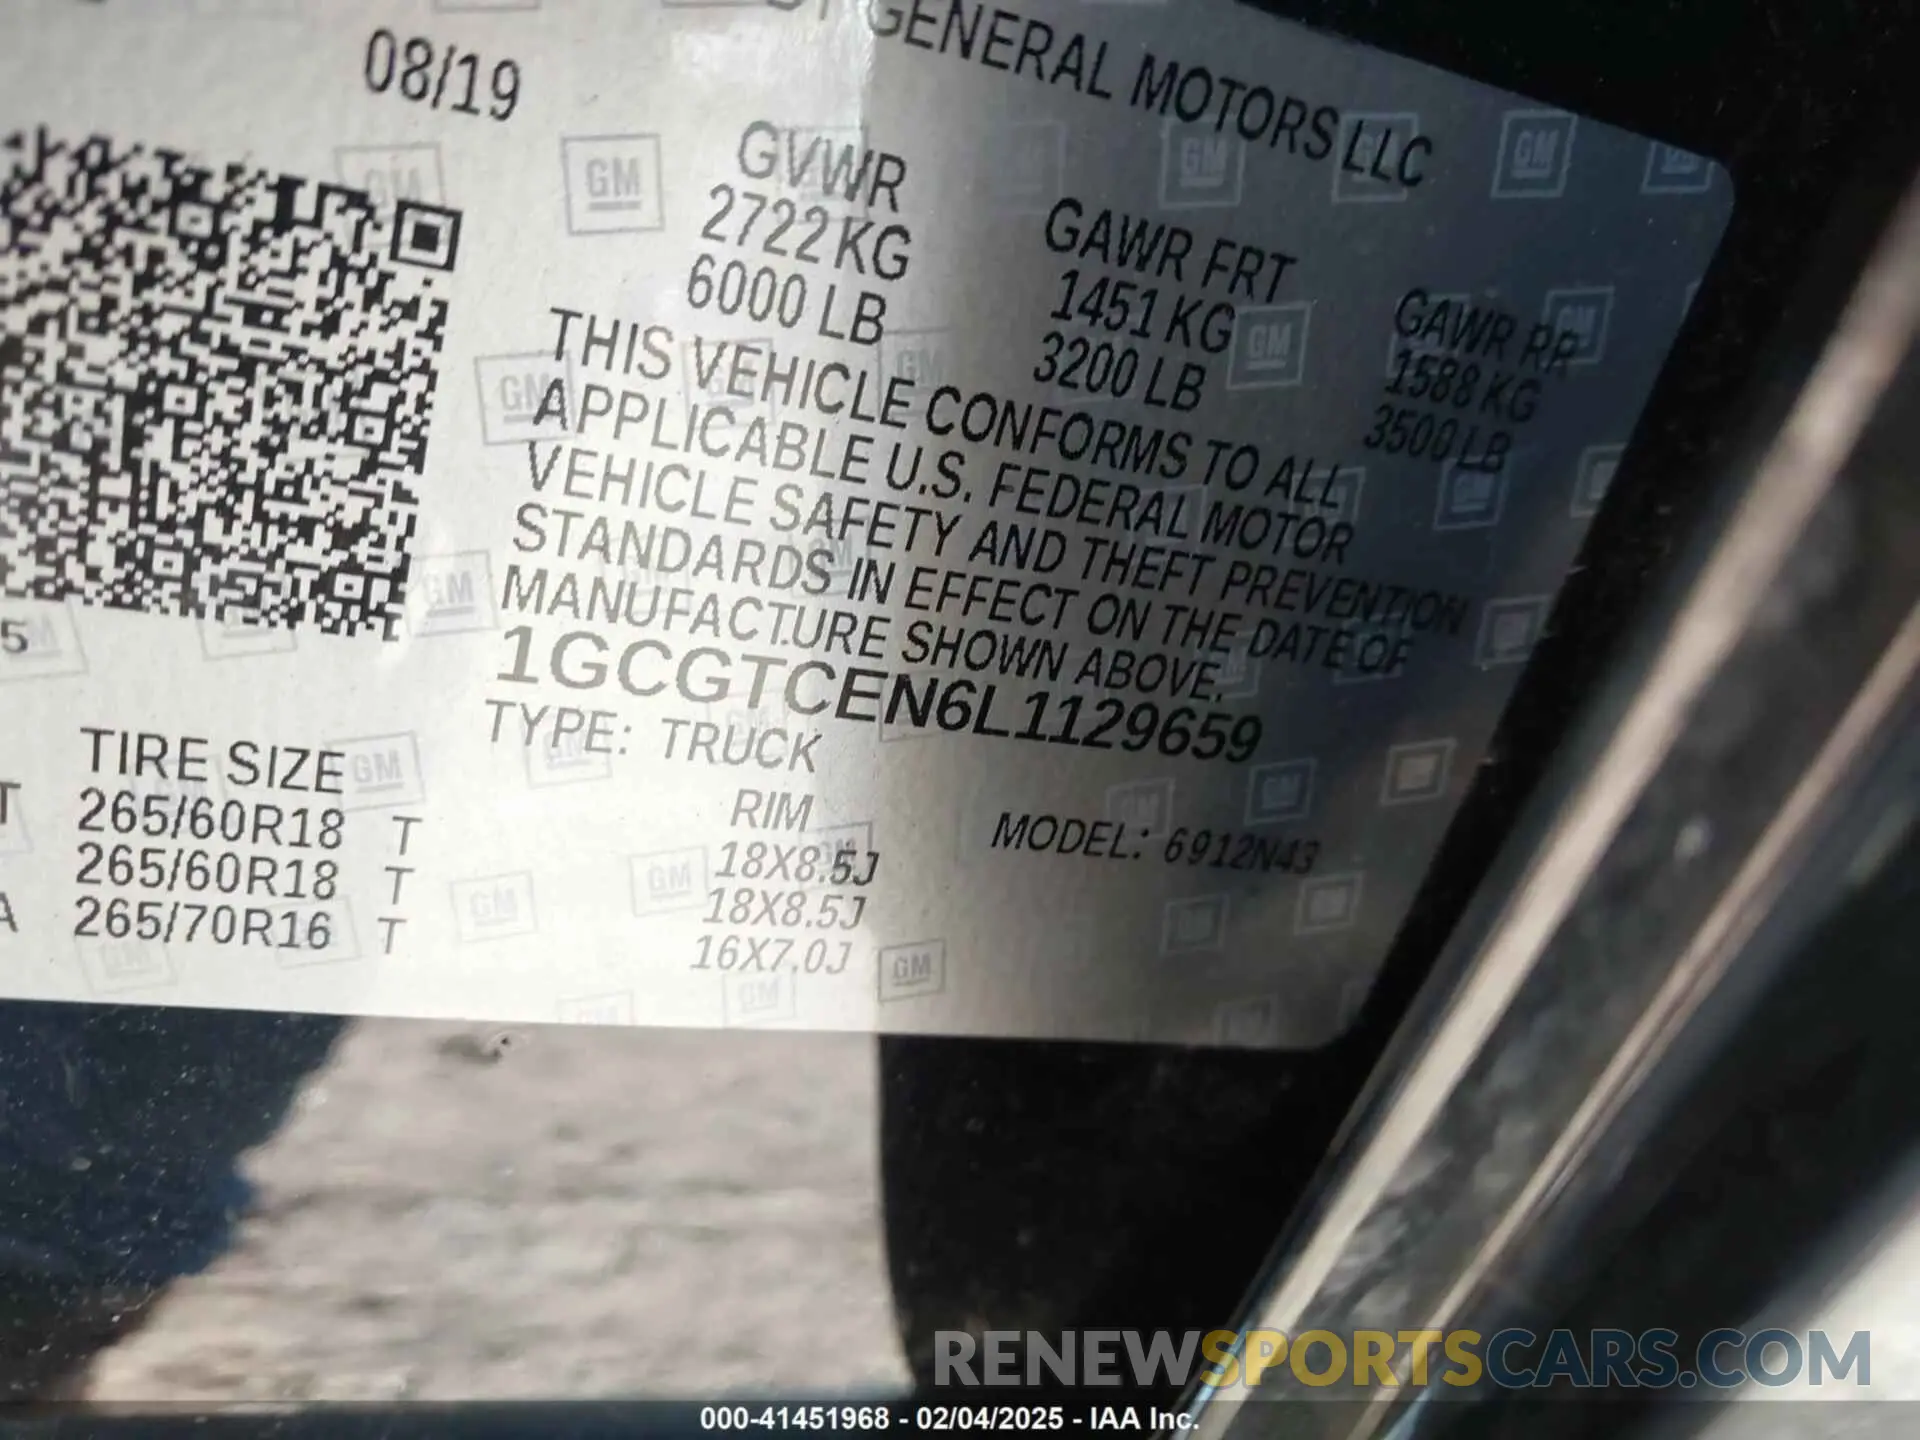 GENERAL MOTORS LLC
08/19
GVWR
2722 KG
6000 LB
GAWR FRT
1451 KG
3200 LB
GAWR RR
1588 KG
3500 LB
THIS VEHICLE CONFORMS TO ALL
APPLICABLE U.S. FEDERAL MOTOR
VEHICLE SAFETY AND THEFT PREVENTION
STANDARDS IN EFFECT ON THE DATE OF
MANUFACTURE SHOWN ABOVE.
1GCGTCEN6L1129659
TYPE: TRUCK
MODEL: 6912N43
5
TIRE SIZE
RIM
T 265/60R18 T 18X8.5J
265/60R18 T 18X8.5J
A 265/70R16 T 16X7.0J
GM
RENEWSPORTSCARS.COM
000-41451968 - 02/04/2025 - IAA Inc.